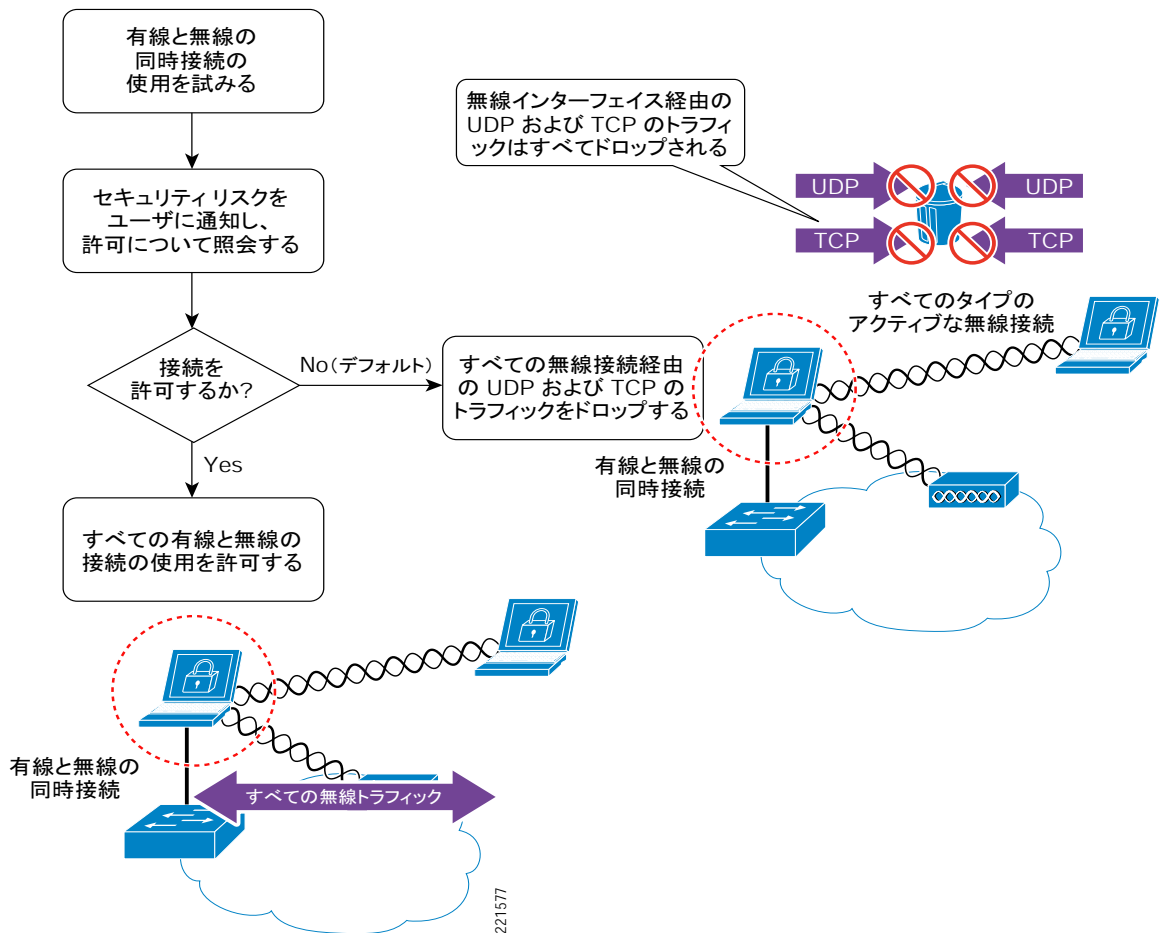 有線と無線の
同時接続の
使用を試みる
無線インターフェイス経由の
UDP および TCP のトラフィ
ックはすべてドロップされる
セキュリティ リスクを
ユーザに通知し、
許可について照会する
UDP
UDP
TCP
TCP
すべてのタイプの
アクティブな無線接続
接続を
許可するか?
No(デフォルト)
すべての無線接続経由
の UDP および TCP の
トラフィックをドロップする
Yes
有線と無線の
同時接続
すべての有線と無線の
接続の使用を許可する
有線と無線の
同時接続
すべての無線トラフィック
221577